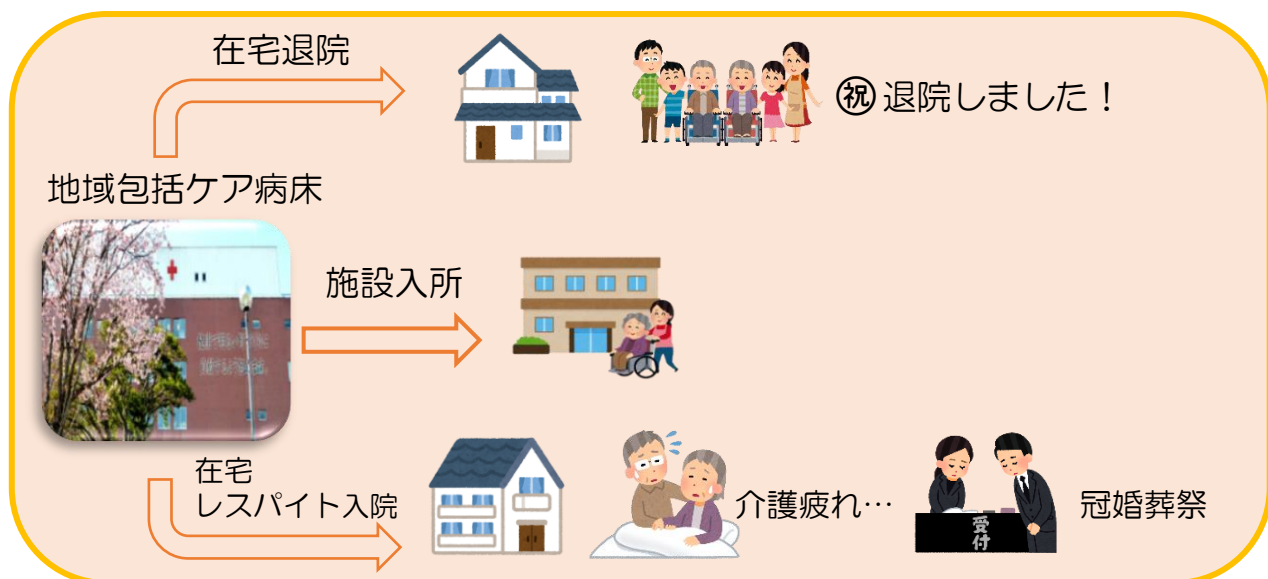 在宅退院
㊗退院しました！
地域包括ケア病床
施設入所
在宅
レスパイト入院
介護疲れ…
受付
冠婚葬祭